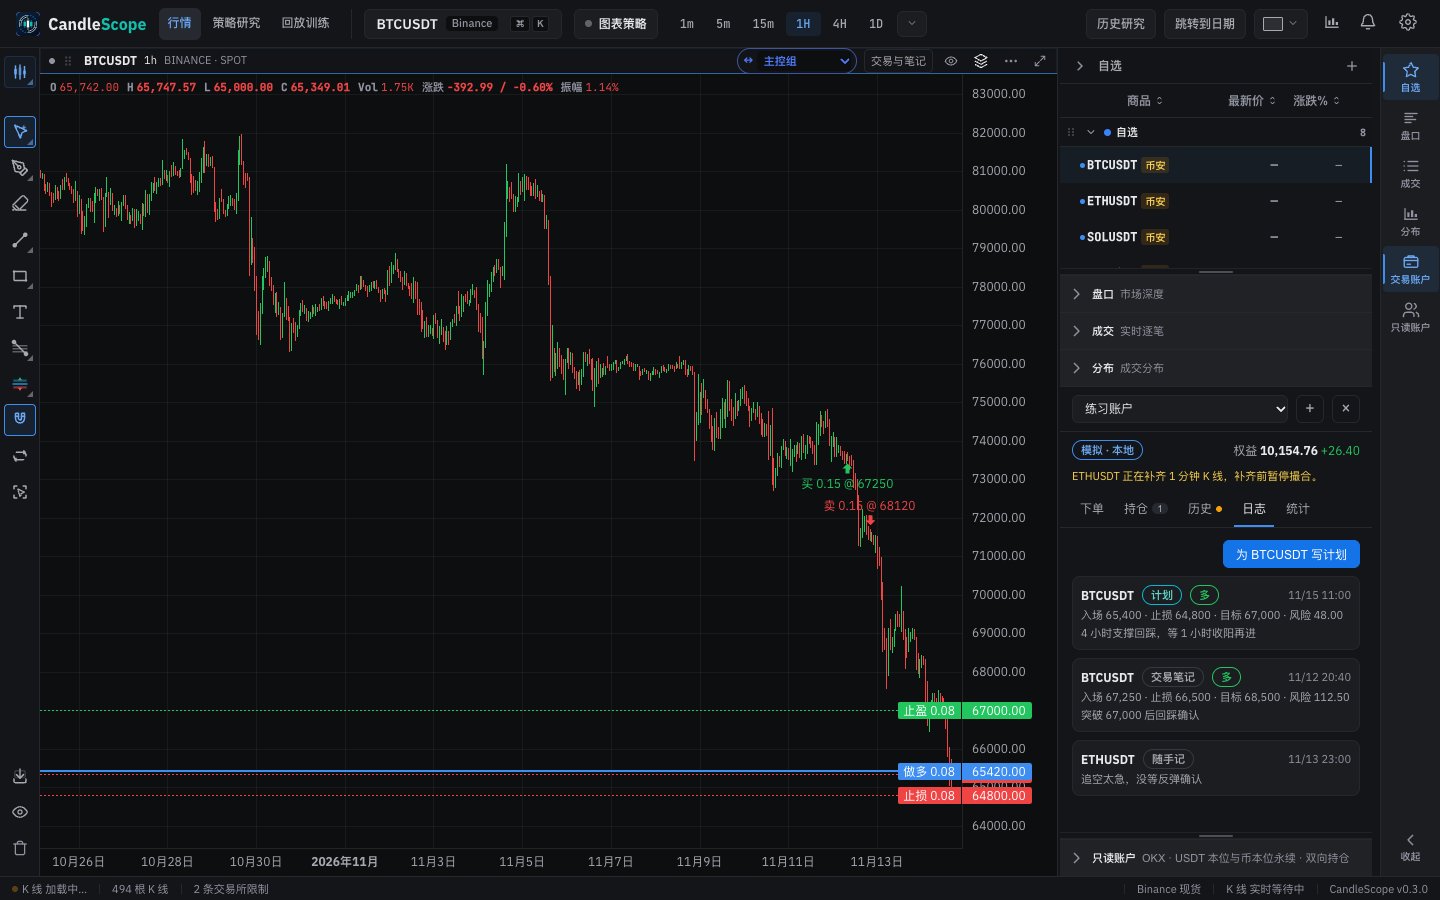 CandleScope 行情 策略研究 回放训练 BTCUSDT Binance ⌘ K 图表策略 1m 5m 15m 1H 4H 1D 历史研究 跳转到日期
BTCUSDT 1h BINANCE · SPOT 主控组 交易与笔记
O 65,742.00 H 65,747.57 L 65,000.00 C 65,349.01 Vol 1.75K 涨跌 -392.99 / -0.60% 振幅 1.14%
83000.00
82000.00
81000.00
80000.00
79000.00
78000.00
77000.00
76000.00
75000.00
74000.00
73000.00
72000.00
71000.00
70000.00
69000.00
68000.00
66000.00
64000.00
买 0.15 @ 67250
卖 0.15 @ 68120
止盈 0.08 67000.00
做多 0.08 65420.00
止损 0.08 64800.00
10月26日 10月28日 10月30日 2026年11月 11月3日 11月5日 11月7日 11月9日 11月11日 11月13日
自选
商品 最新价 涨跌%
自选 8
BTCUSDT 币安 — —
ETHUSDT 币安 — —
SOLUSDT 币安 — —
盘口 市场深度
成交 实时逐笔
分布 成交分布
练习账户 + ×
模拟 · 本地 权益 10,154.76 +26.40
ETHUSDT 正在补齐 1 分钟 K 线，补齐前暂停撮合。
下单 持仓 1 历史 日志 统计
为 BTCUSDT 写计划
BTCUSDT 计划 多 11/15 11:00
入场 65,400 · 止损 64,800 · 目标 67,000 · 风险 48.00
4 小时支撑回踩，等 1 小时收阳再进
BTCUSDT 交易笔记 多 11/12 20:40
入场 67,250 · 止损 66,500 · 目标 68,500 · 风险 112.50
突破 67,000 后回踩确认
ETHUSDT 随手记 11/13 23:00
追空太急，没等反弹确认
只读账户 OKX · USDT 本位与币本位永续 · 双向持仓
自选
盘口
成交
分布
交易账户
只读账户
收起
K 线 加载中... 494 根 K 线 2 条交易所限制 Binance 现货 K 线 实时等待中 CandleScope v0.3.0